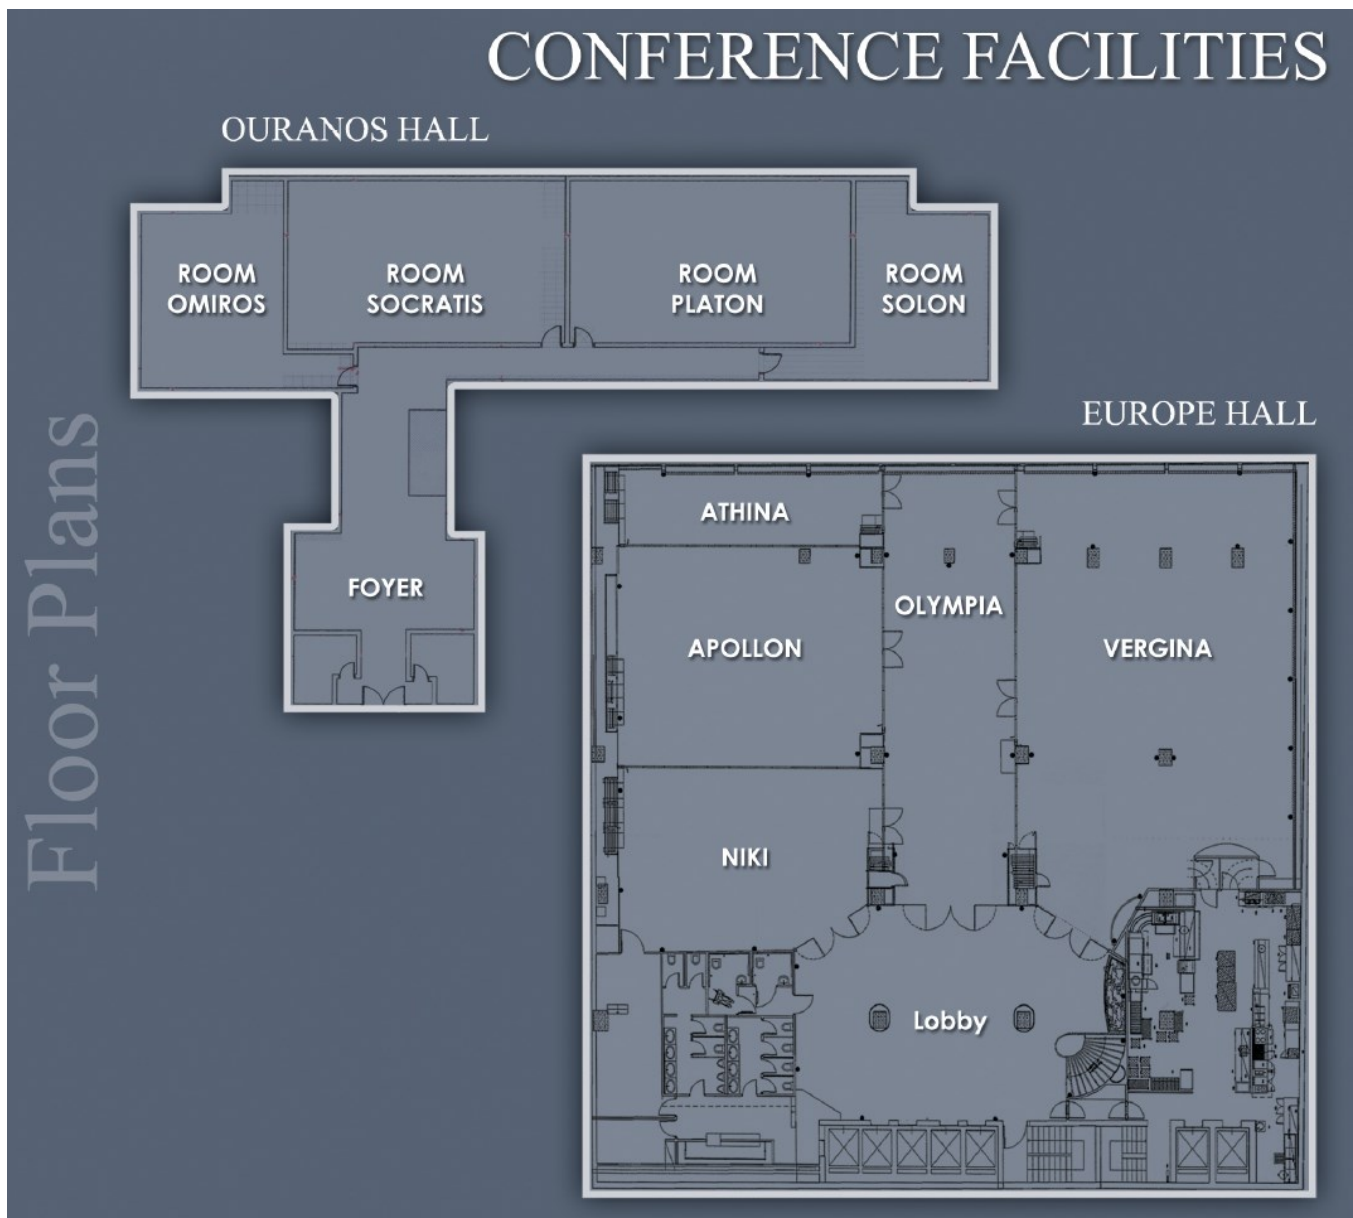 CONFERENCE FACILITIES
OURANOS HALL
ROOM
OMIROS
ROOM
SOCRATIS
ROOM
PLATON
ROOM
SOLON
FOYER
Floor Plans
EUROPE HALL
ATHINA
OLYMPIA
APOLLON
VERGINA
NIKI
Lobby